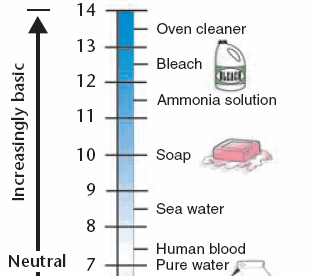 14
Oven cleaner
13
Bleach
BLEACH
12
Ammonia solution
11
Increasingly basic
10
Soap
9
Sea water
8
Human blood
Neutral
7
Pure water